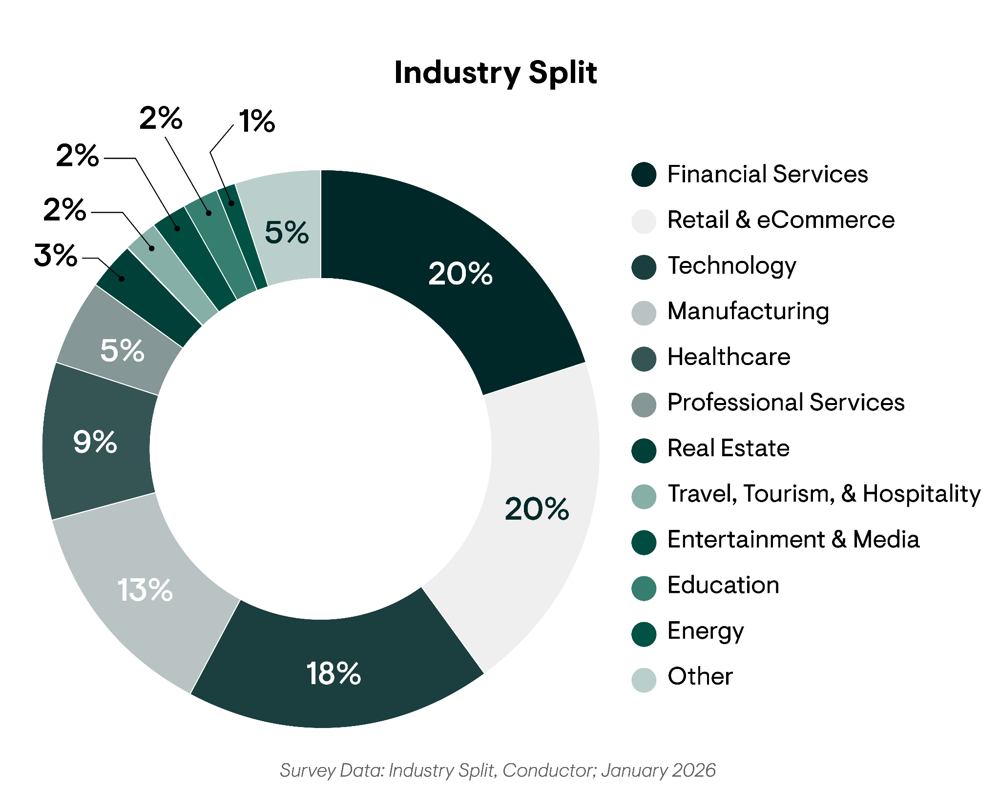 Industry Split
2%
1%
2%
2%
3%
5%
20%
5%
9%
20%
13%
18%
Financial Services
Retail & eCommerce
Technology
Manufacturing
Healthcare
Professional Services
Real Estate
Travel, Tourism, & Hospitality
Entertainment & Media
Education
Energy
Other
Survey Data: Industry Split, Conductor; January 2026